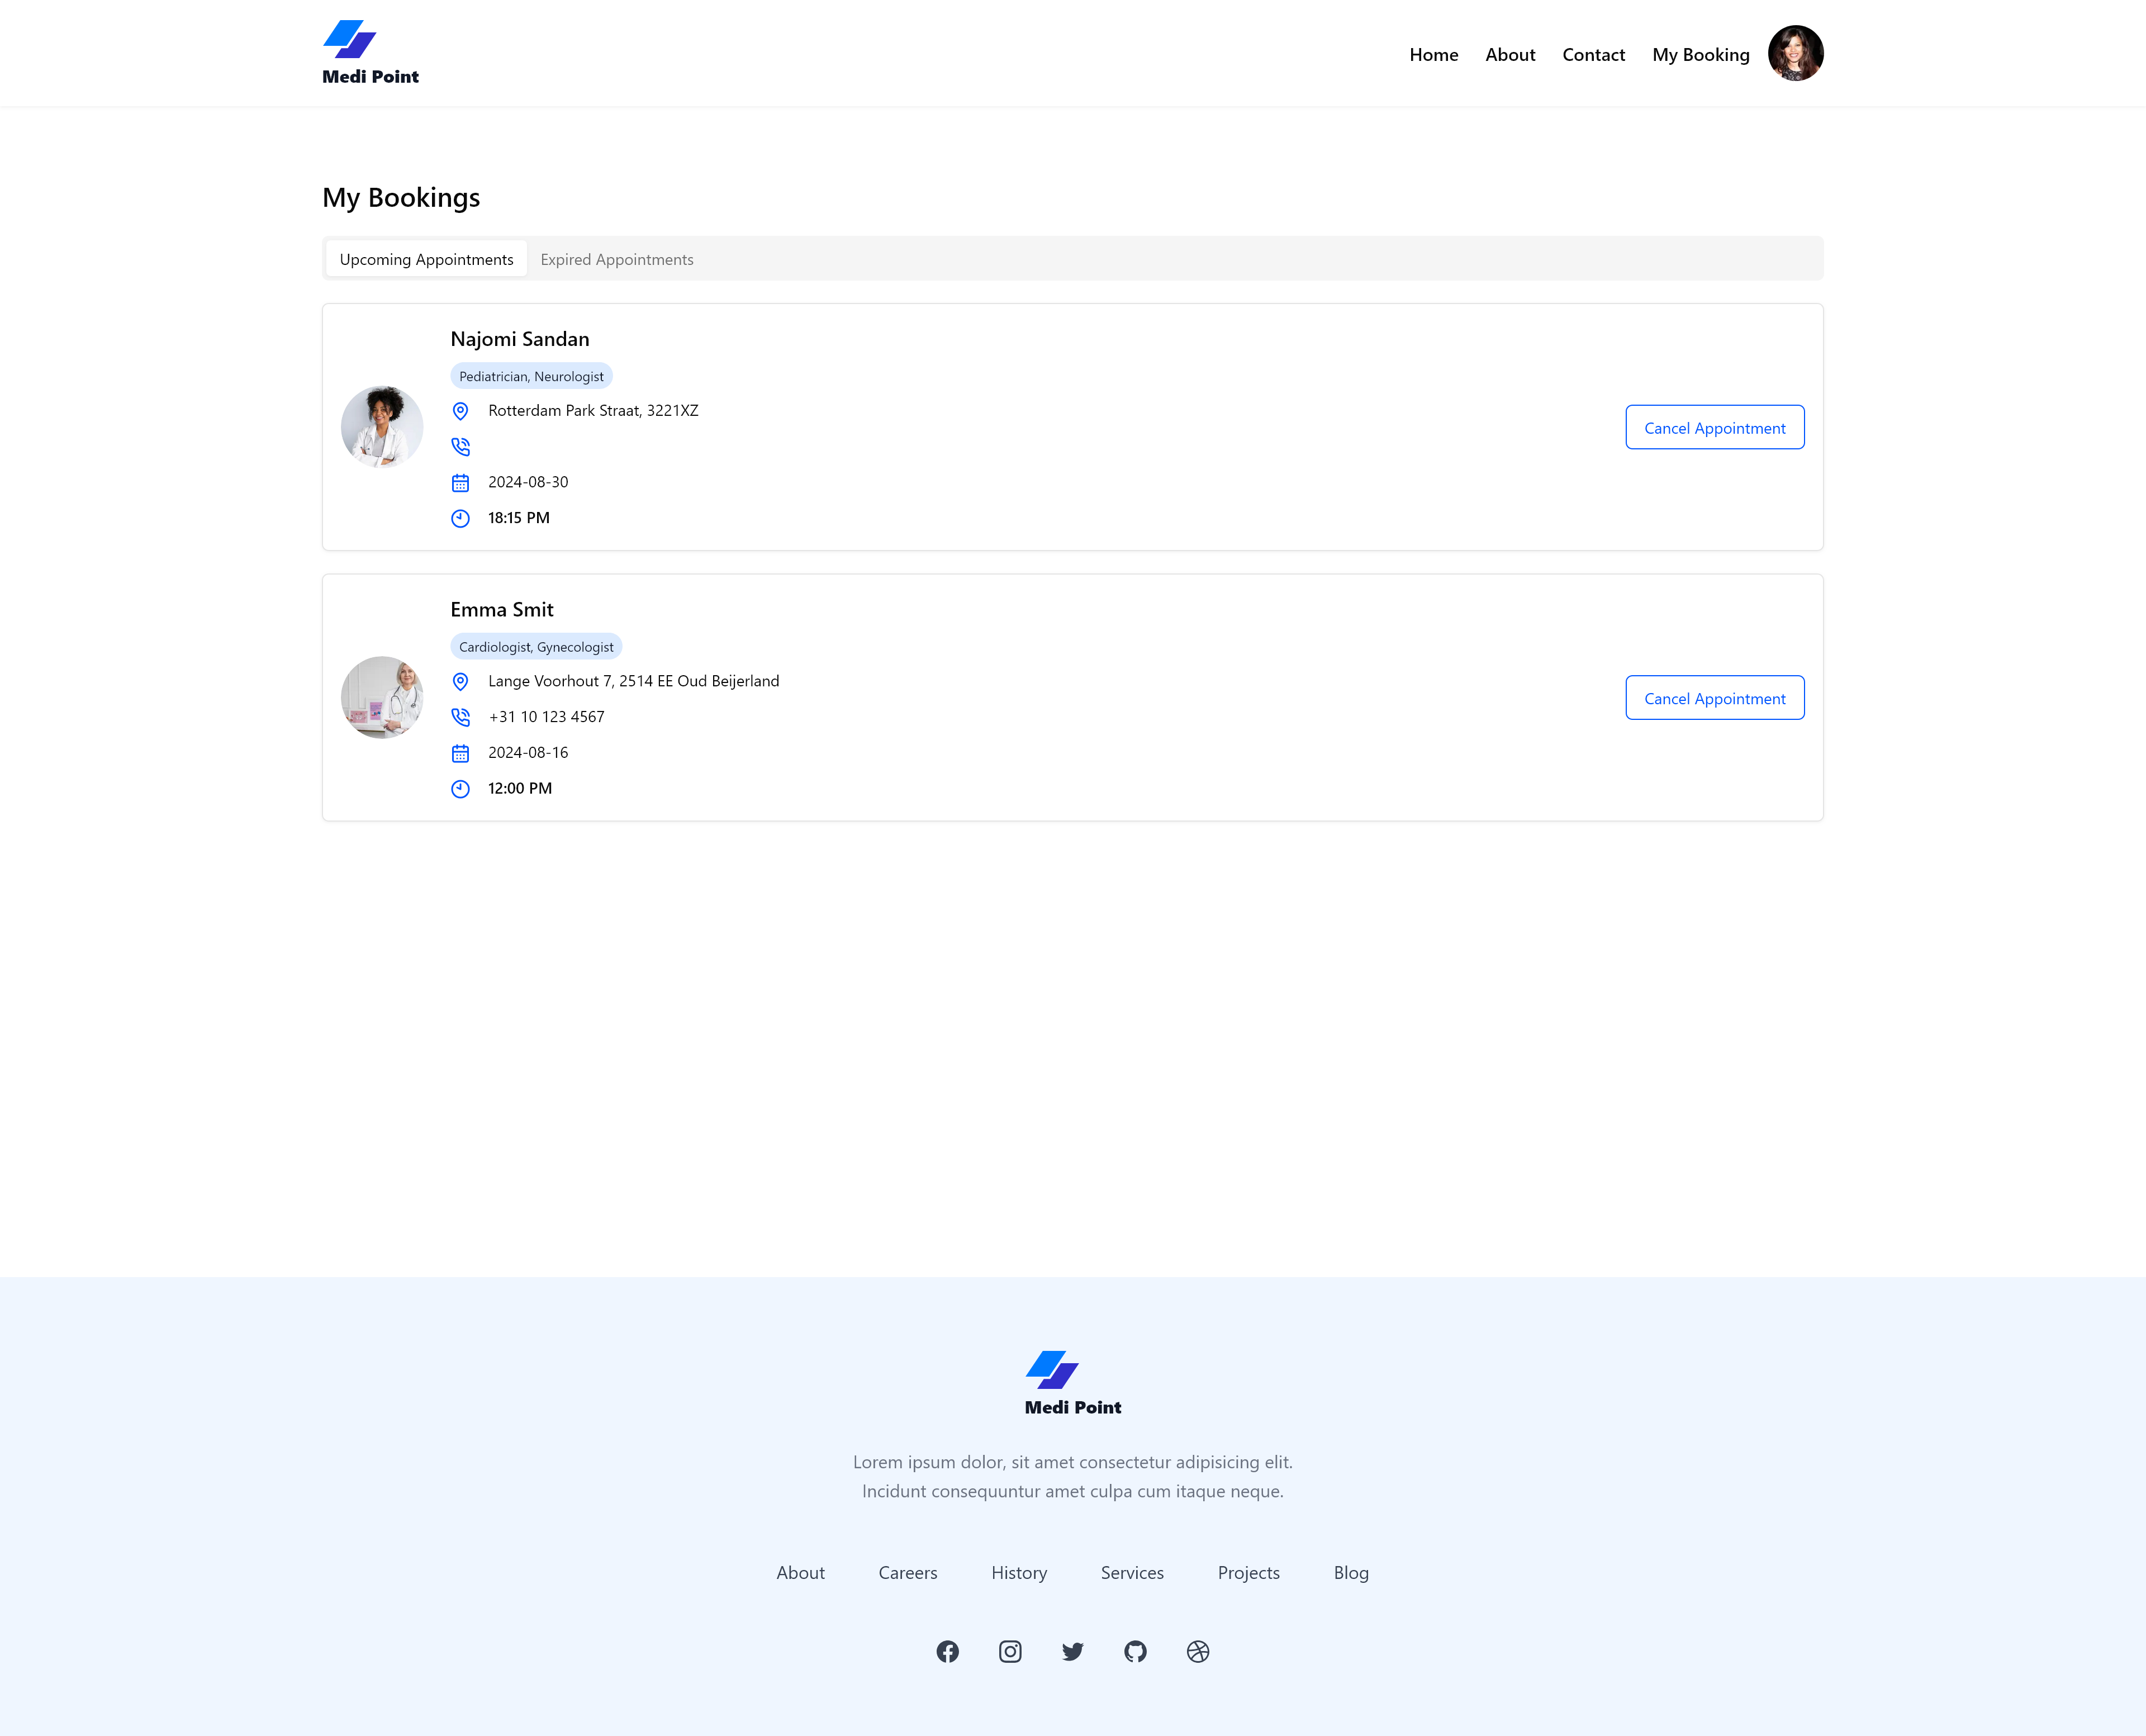 Medi Point
Home About Contact My Booking
My Bookings
Upcoming Appointments Expired Appointments
Najomi Sandan
Pediatrician, Neurologist
Rotterdam Park Straat, 3221XZ
2024-08-30
18:15 PM
Cancel Appointment
Emma Smit
Cardiologist, Gynecologist
Lange Voorhout 7, 2514 EE Oud Beijerland
+31 10 123 4567
2024-08-16
12:00 PM
Cancel Appointment
Medi Point
Lorem ipsum dolor, sit amet consectetur adipisicing elit.
Incidunt consequuntur amet culpa cum itaque neque.
About Careers History Services Projects Blog